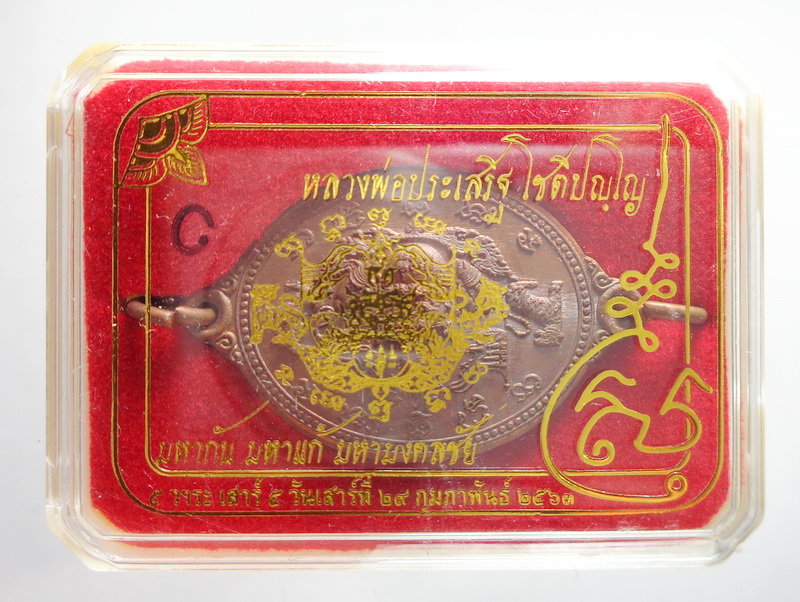 หลวงพ่อประเสริฐ โชติปญฺโญ
มหากัน มหาแก้ มหามงคลชัย
๕ วาระ เสาร์ ๕ วันเสาร์ที่ ๒๙ กุมภาพันธ์ ๒๕๖๓